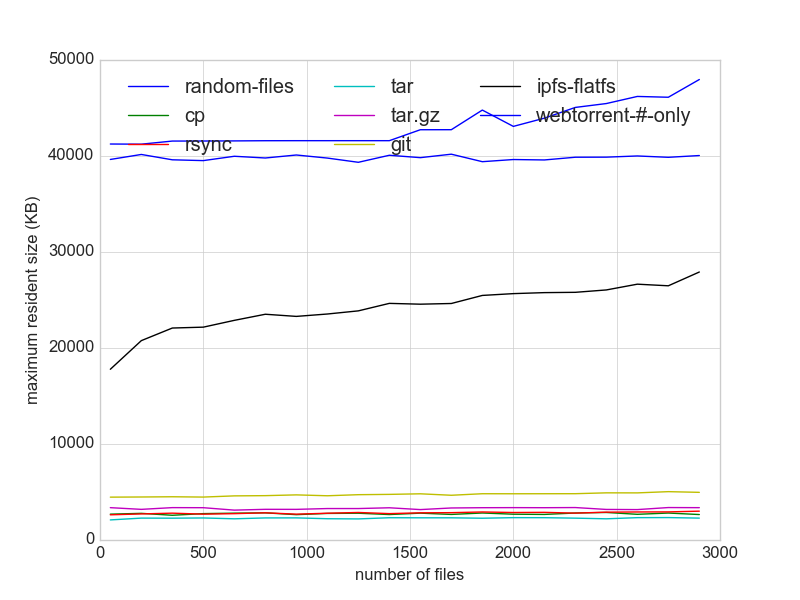 50000
40000
30000
20000
10000
0
maximum resident size (KB)
random-files tar ipfs-flatfs
cp tar.gz webtorrent-#-only
rsync git
0 500 1000 1500 2000 2500 3000
number of files